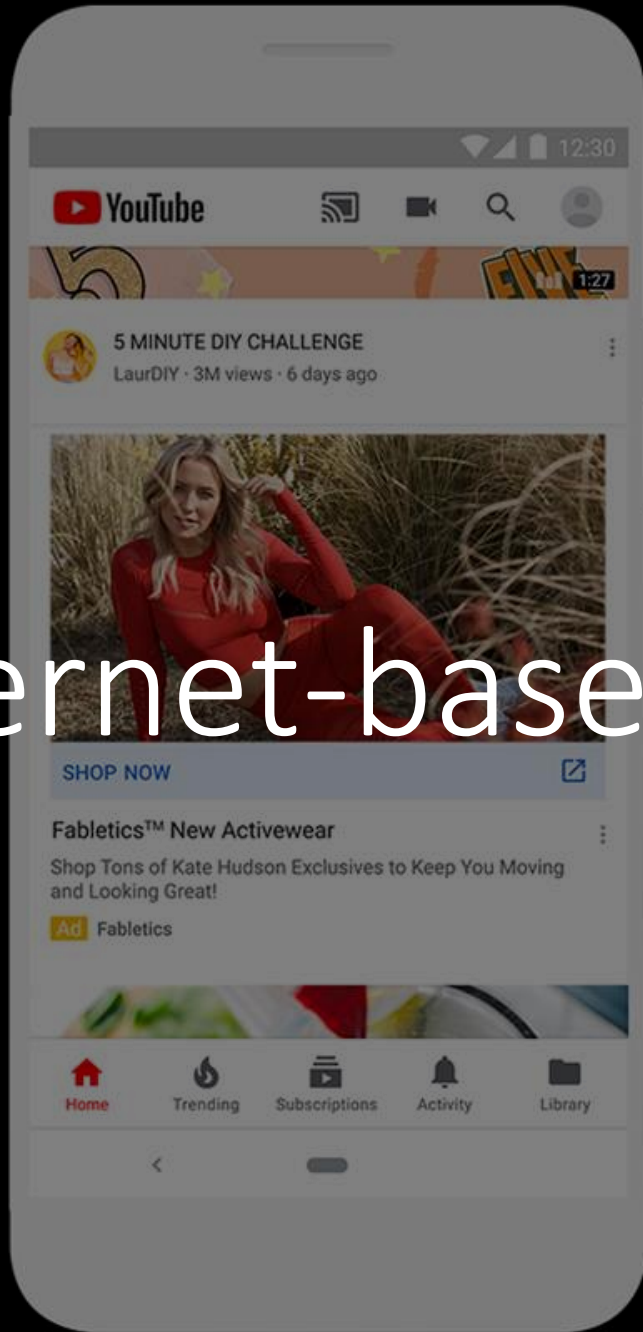 12:30
YouTube
5
FIVE
1:27
5 MINUTE DIY CHALLENGE
LaurDIY · 3M views · 6 days ago
ernet-base
SHOP NOW
Fabletics™ New Activewear
Shop Tons of Kate Hudson Exclusives to Keep You Moving
and Looking Great!
Ad Fabletics
Home Trending Subscriptions Activity Library